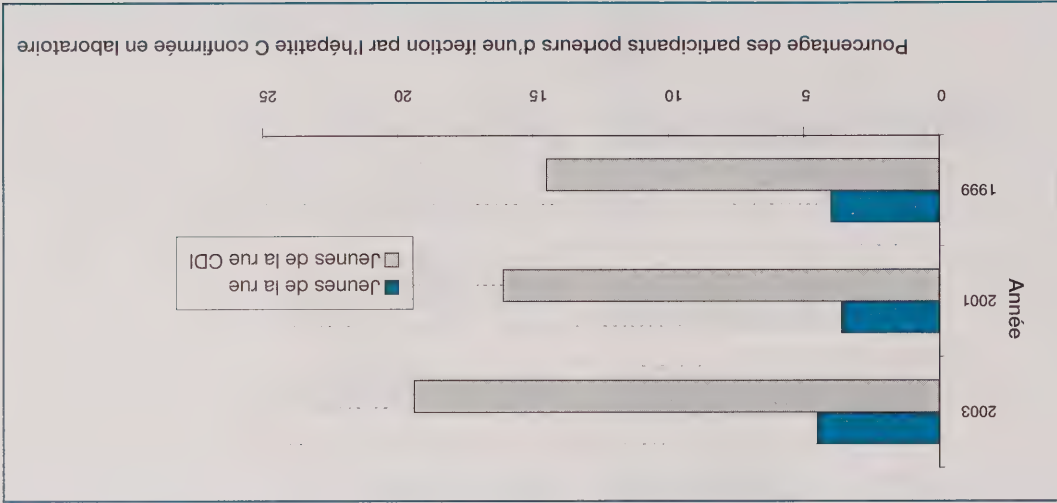 2003
Année
2001
Jeunes de la rue
Jeunes de la rue CDI
1999
0 5 10 15 20 25
Pourcentage des participants porteurs d'une ifection par l'hépatite C confirmée en laboratoire